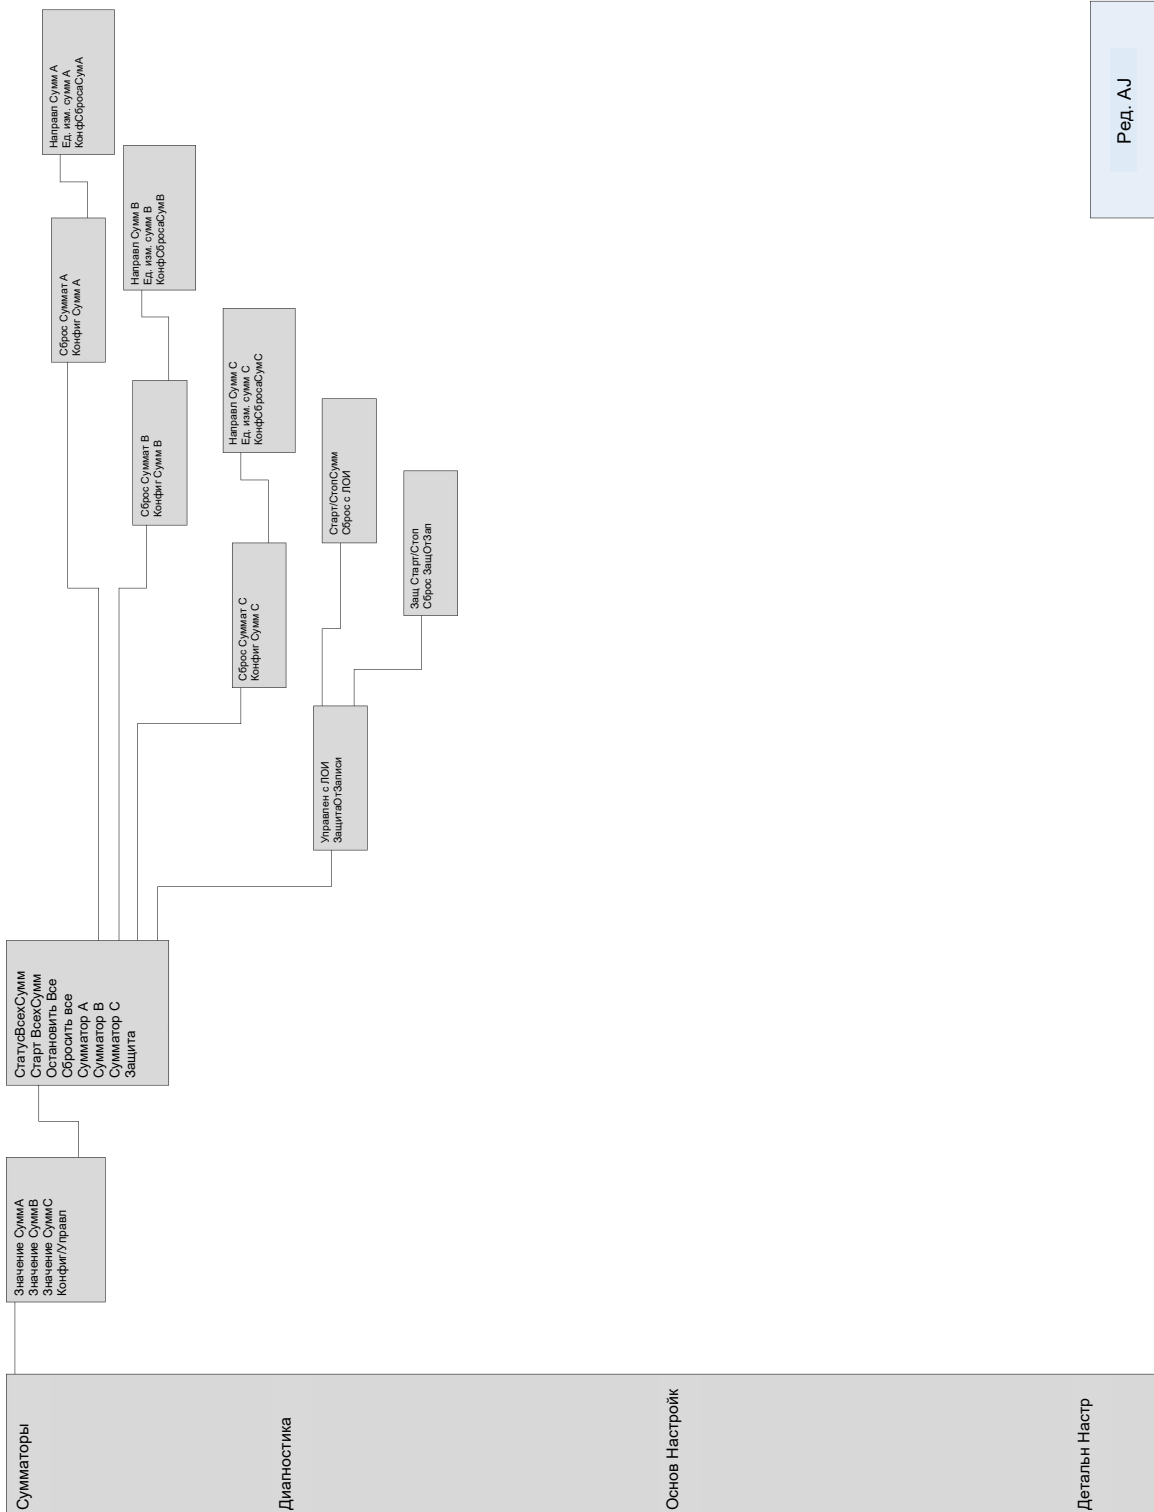 Сумматоры
Диагностика
Основ Настройк
Детальн Настр
Значение СуммA
Значение СуммB
Значение СуммC
Конфиг/Управл
СтатусВсехСумм
Старт ВсехСумм
Остановить Все
Сбросить все
Сумматор A
Сумматор B
Сумматор C
Защита
Сброс Суммат A
Конфиг Сумм A
Направл Сумм A
Ед. изм. сумм A
КонфСбросаСумA
Сброс Суммат B
Конфиг Сумм B
Направл Сумм B
Ед. изм. сумм B
КонфСбросаСумB
Сброс Суммат C
Конфиг Сумм C
Направл Сумм C
Ед. изм. сумм C
КонфСбросаСумC
Управлен с ЛОИ
ЗащитаОтЗаписи
Старт/СтопСумм
Сброс с ЛОИ
Защ Старт/Стоп
Сброс ЗащОтЗап
Ред. AJ